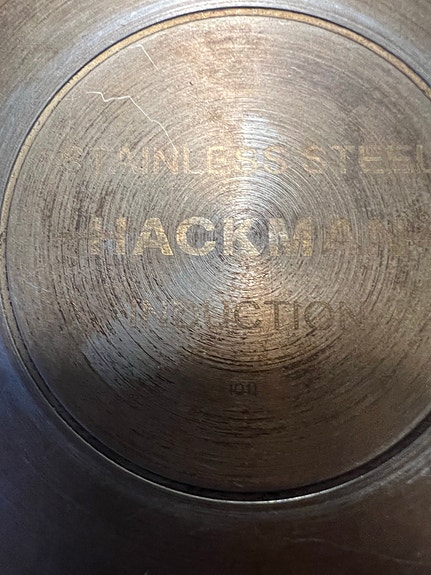 STAINLESS STEEL
HACKMAN
INDUCTION
1011